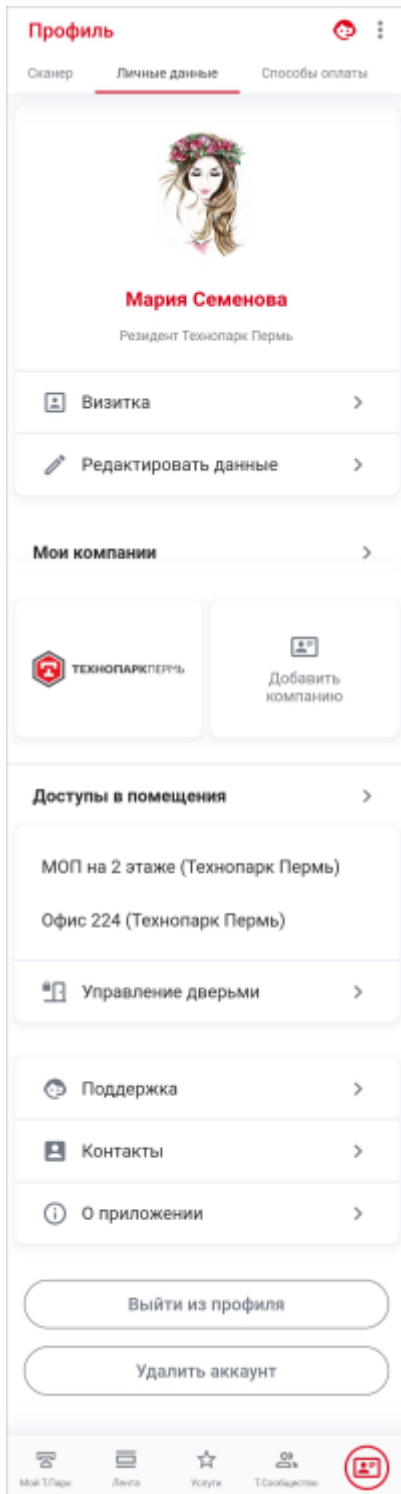 Профиль
Сканер Личные данные Способы оплаты
Мария Семенова
Резидент Технопарк Пермь
Визитка
Редактировать данные
Мои компании
ТЕХНОПАРКПЕРМЬ
Добавить
компанию
Доступы в помещения
МОП на 2 этаже (Технопарк Пермь)
Офис 224 (Технопарк Пермь)
Управление дверьми
Поддержка
Контакты
О приложении
Выйти из профиля
Удалить аккаунт
Мой Т.Парк Лента Услуги Т.Сообщество